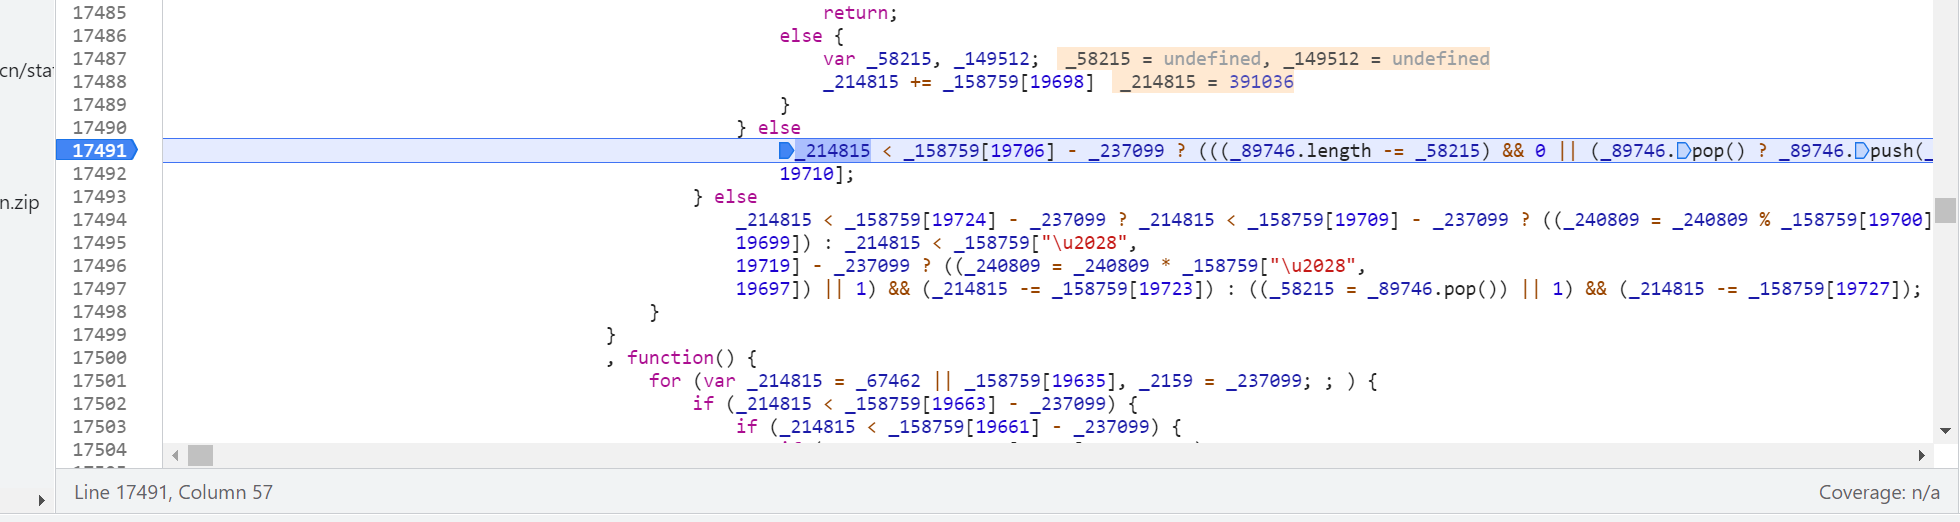 17485 return;
17486 else {
cn/sta
17487 var _58215, _149512; _58215 = undefined, _149512 = undefined
17488 _214815 += _158759[19698] _214815 = 391036
17489 }
17490 } else
17491 _214815 < _158759[19706] - _237099 ? (((_89746.length -= _58215) && 0 || (_89746.pop() ? _89746.push(_
17492 19710];
17493 } else
n.zip
17494 _214815 < _158759[19724] - _237099 ? _214815 < _158759[19709] - _237099 ? ((_240809 = _240809 % _158759[19700]
17495 19699]) : _214815 < _158759["\u2028",
17496 19719] - _237099 ? ((_240809 = _240809 * _158759["\u2028",
17497 19697]) || 1) && (_214815 -= _158759[19723]) : ((_58215 = _89746.pop()) || 1) && (_214815 -= _158759[19727]);
17498 }
17499 }
17500 , function() {
17501 for (var _214815 = _67462 || _158759[19635], _2159 = _237099; ; ) {
17502 if (_214815 < _158759[19663] - _237099) {
17503 if (_214815 < _158759[19661] - _237099) {
17504
Line 17491, Column 57
Coverage: n/a